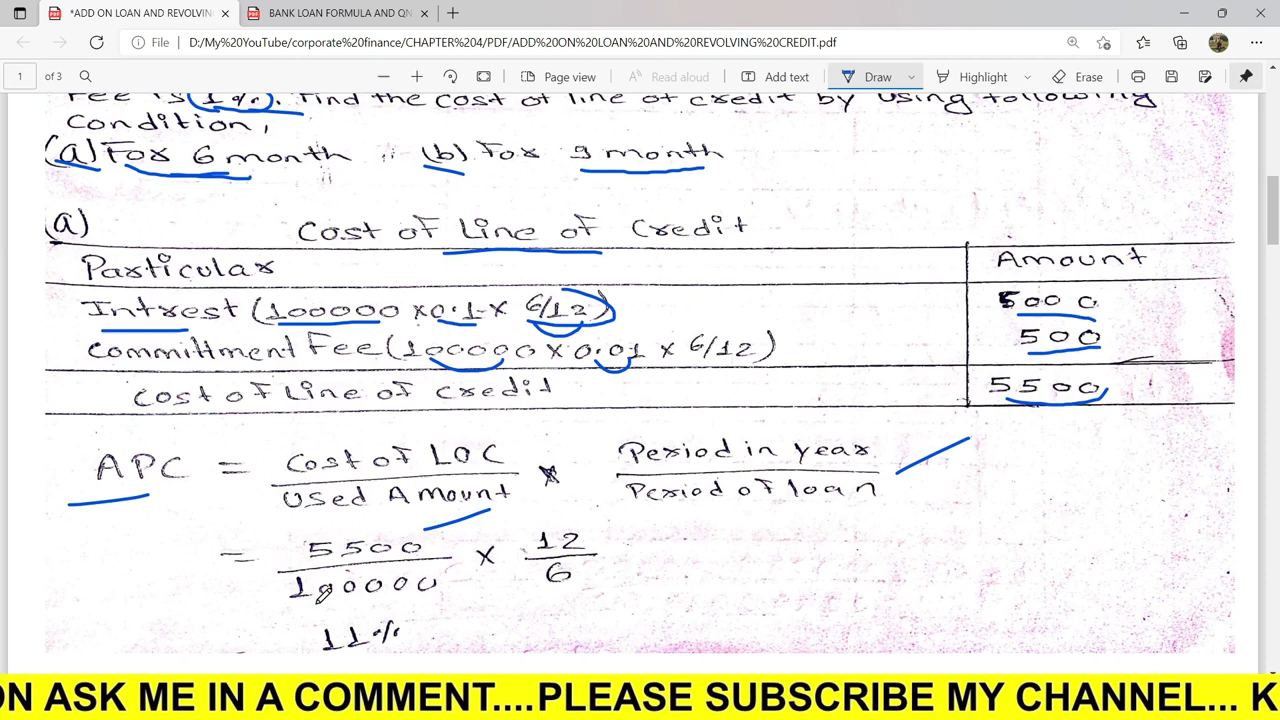 *ADD ON LOAN AND REVOLVIN
BANK LOAN FORMULA AND QN
File
D:/My%20YouTube/corporate%20finance/CHAPTER%204/PDF/ADD%20ON%20LOAN%20AND%20REVOLVING%20CREDIT.pdf
1 of 3
Page view
Read aloud
Add text
Draw
Highlight
Erase
Fee is (1%). Find the cost of line of credit by using following
condition,
(a) For 6 month (b) For 9 month
(a) Cost of Line of Credit
Particular Amount
Intrest (100000 × 0.1 × 6/12) 5000
Committment Fee (100000 × 0.01 × 6/12) 500
Cost of Line of credit 5500
APC = Cost of LOC / Used Amount × Period in year / Period of loan
= 5500 / 100000 × 12 / 6
11%
ON ASK ME IN A COMMENT....PLEASE SUBSCRIBE MY CHANNEL... K